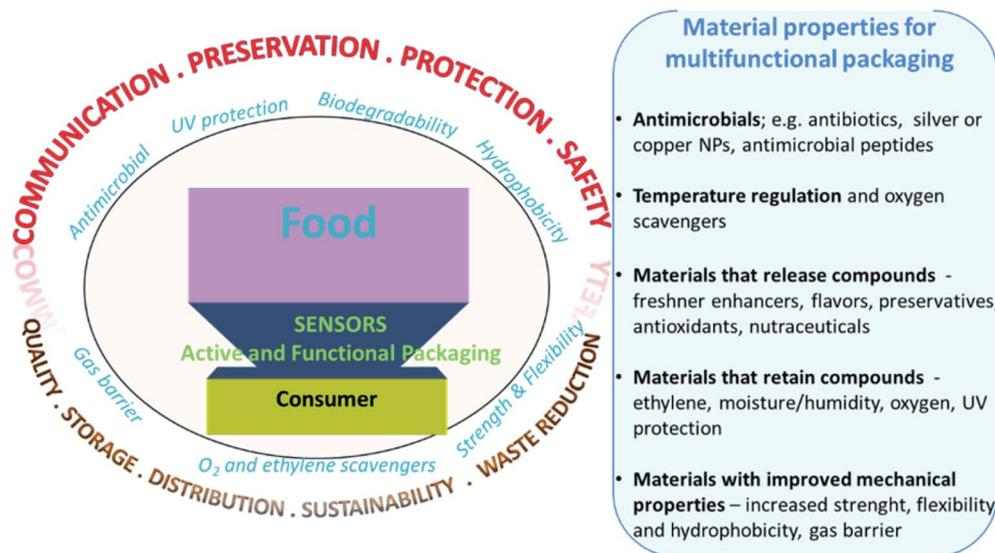 COMMUNICATION . PRESERVATION . PROTECTION . SAFETY
Antimicrobial
UV protection
Biodegradability
Hydrophobicity
Food
SENSORS
Active and Functional Packaging
Consumer
Gas barrier
O₂ and ethylene scavengers
Strength & Flexibility
QUALITY . STORAGE . DISTRIBUTION . SUSTAINABILITY . WASTE REDUCTION
COMM
FETY
Material properties for
multifunctional packaging
• Antimicrobials; e.g. antibiotics, silver or
copper NPs, antimicrobial peptides
• Temperature regulation and oxygen
scavengers
• Materials that release compounds -
freshner enhancers, flavors, preservatives,
antioxidants, nutraceuticals
• Materials that retain compounds -
ethylene, moisture/humidity, oxygen, UV
protection
• Materials with improved mechanical
properties – increased strenght, flexibility
and hydrophobicity, gas barrier